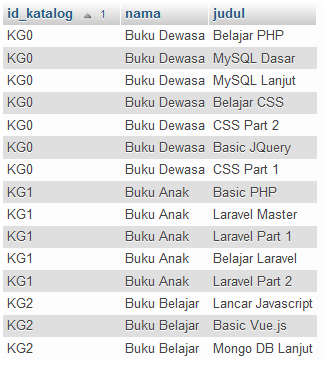 id_katalog 1 nama judul
KG0 Buku Dewasa Belajar PHP
KG0 Buku Dewasa MySQL Dasar
KG0 Buku Dewasa MySQL Lanjut
KG0 Buku Dewasa Belajar CSS
KG0 Buku Dewasa CSS Part 2
KG0 Buku Dewasa Basic JQuery
KG0 Buku Dewasa CSS Part 1
KG1 Buku Anak Basic PHP
KG1 Buku Anak Laravel Master
KG1 Buku Anak Laravel Part 1
KG1 Buku Anak Belajar Laravel
KG1 Buku Anak Laravel Part 2
KG2 Buku Belajar Lancar Javascript
KG2 Buku Belajar Basic Vue.js
KG2 Buku Belajar Mongo DB Lanjut